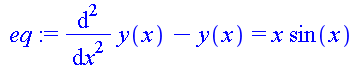 eq := d²/dx² y(x) − y(x) = x sin(x)